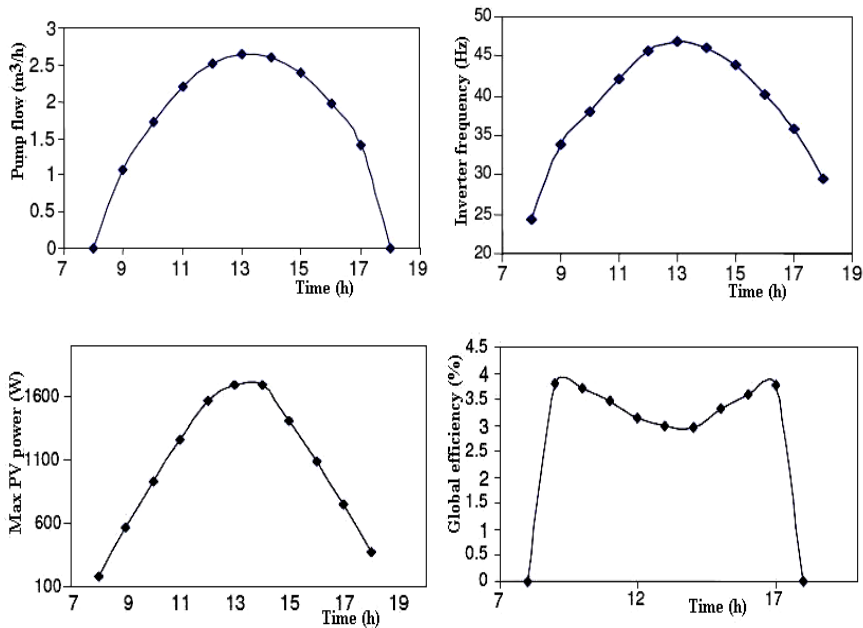 Pump flow (m3/h)
3
2.5
2
1.5
1
0.5
0
7 9 11 13 15 17 19
Time (h)
Inverter frequency (Hz)
50
45
40
35
30
25
20
7 9 11 13 15 17 19
Time (h)
Max PV power (W)
1600
1100
600
100
7 9 11 13 15 17 19
Time (h)
Global efficiency (%)
4.5
4
3.5
3
2.5
2
1.5
1
0.5
0
7 12 17
Time (h)